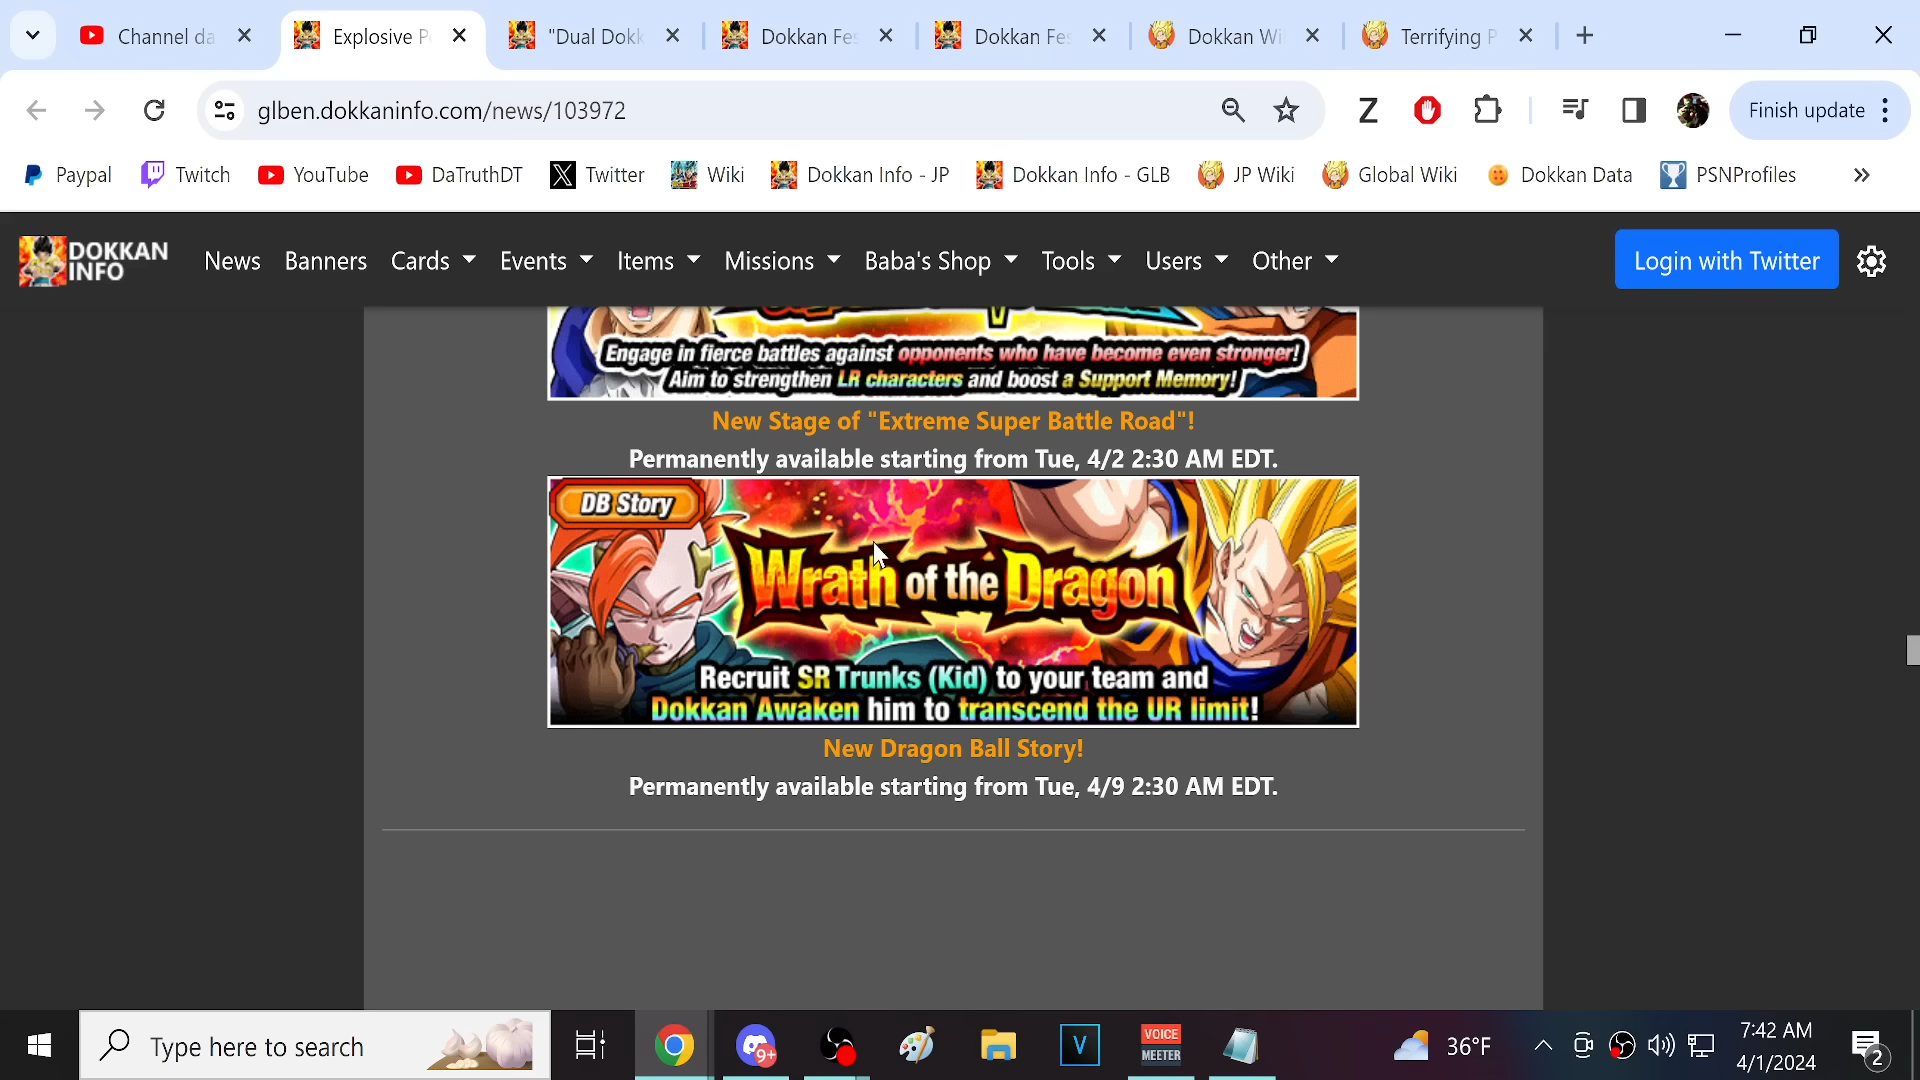 Channel da
Explosive P
"Dual Dokk
Dokkan Fes
Dokkan Fes
Dokkan Wi
Terrifying P
glben.dokkaninfo.com/news/103972
Z
Finish update
Paypal
Twitch
YouTube
DaTruthDT
Twitter
Wiki
Dokkan Info - JP
Dokkan Info - GLB
JP Wiki
Global Wiki
Dokkan Data
PSNProfiles
»
DOKKAN
INFO
News
Banners
Cards
Events
Items
Missions
Baba's Shop
Tools
Users
Other
Login with Twitter
Engage in fierce battles against opponents who have become even stronger!
Aim to strengthen LR characters and boost a Support Memory!
New Stage of "Extreme Super Battle Road"!
Permanently available starting from Tue, 4/2 2:30 AM EDT.
DB Story
Wrath of the Dragon
Recruit SR Trunks (Kid) to your team and
Dokkan Awaken him to transcend the UR limit!
New Dragon Ball Story!
Permanently available starting from Tue, 4/9 2:30 AM EDT.
Type here to search
9+
V
VOICE
MEETER
36°F
7:42 AM
4/1/2024
2